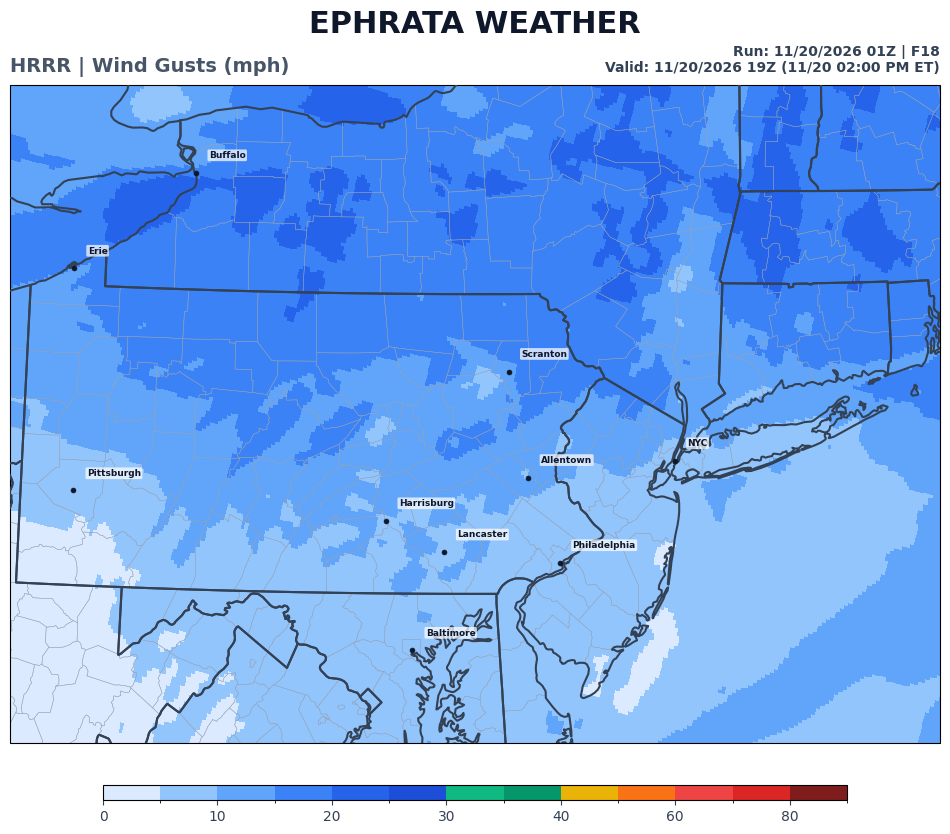 EPHRATA WEATHER
HRRR | Wind Gusts (mph)
Run: 11/20/2026 01Z | F18
Valid: 11/20/2026 19Z (11/20 02:00 PM ET)
Buffalo
Erie
Scranton
NYC
Allentown
Pittsburgh
Harrisburg
Lancaster
Philadelphia
Baltimore
0 10 20 30 40 50 60 70 80